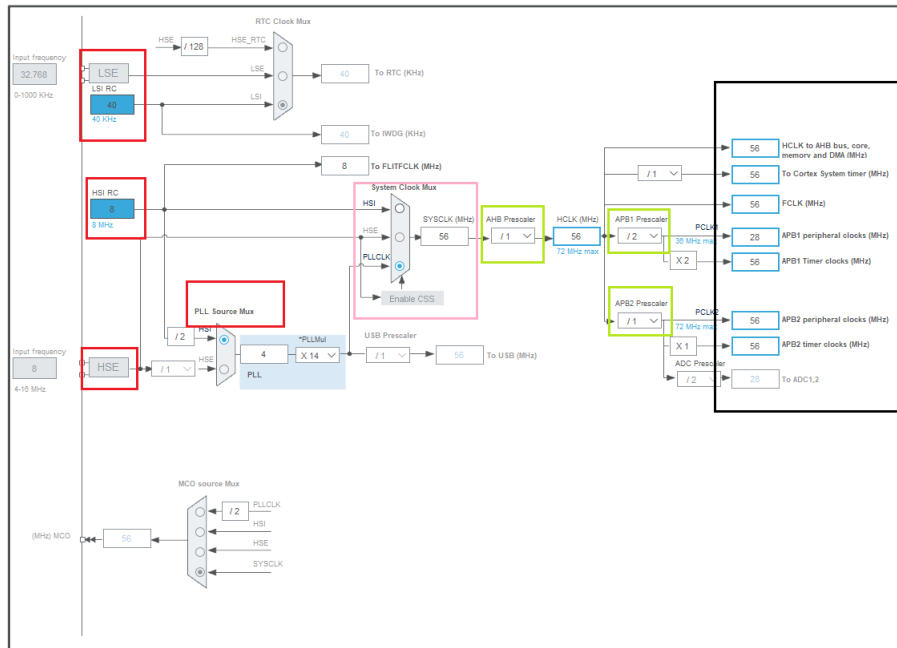 RTC Clock Mux
HSE
/ 128
HSE_RTC
Input frequency
32.768
0-1000 KHz
LSE
LSE
40
To RTC (KHz)
LSI RC
40
40 KHz
LSI
40
To IWDG (KHz)
8
To FLITFCLK (MHz)
HSI RC
8
8 MHz
System Clock Mux
HSI
HSE
PLLCLK
SYSCLK (MHz)
56
Enable CSS
AHB Prescaler
/ 1
HCLK (MHz)
56
72 MHz max
56
HCLK to AHB bus, core,
memory and DMA (MHz)
/ 1
56
To Cortex System timer (MHz)
56
FCLK (MHz)
APB1 Prescaler
/ 2
PCLK1
36 MHz max
28
APB1 peripheral clocks (MHz)
X 2
56
APB1 Timer clocks (MHz)
APB2 Prescaler
/ 1
PCLK2
72 MHz max
56
APB2 peripheral clocks (MHz)
X 1
56
APB2 timer clocks (MHz)
ADC Prescaler
/ 2
28
To ADC1,2
PLL Source Mux
/ 2
HSI
HSE
Input frequency
8
4-16 MHz
HSE
/ 1
4
*PLLMul
X 14
PLL
USB Prescaler
/ 1
56
To USB (MHz)
MCO source Mux
/ 2
PLLCLK
HSI
HSE
SYSCLK
(MHz) MCO
56